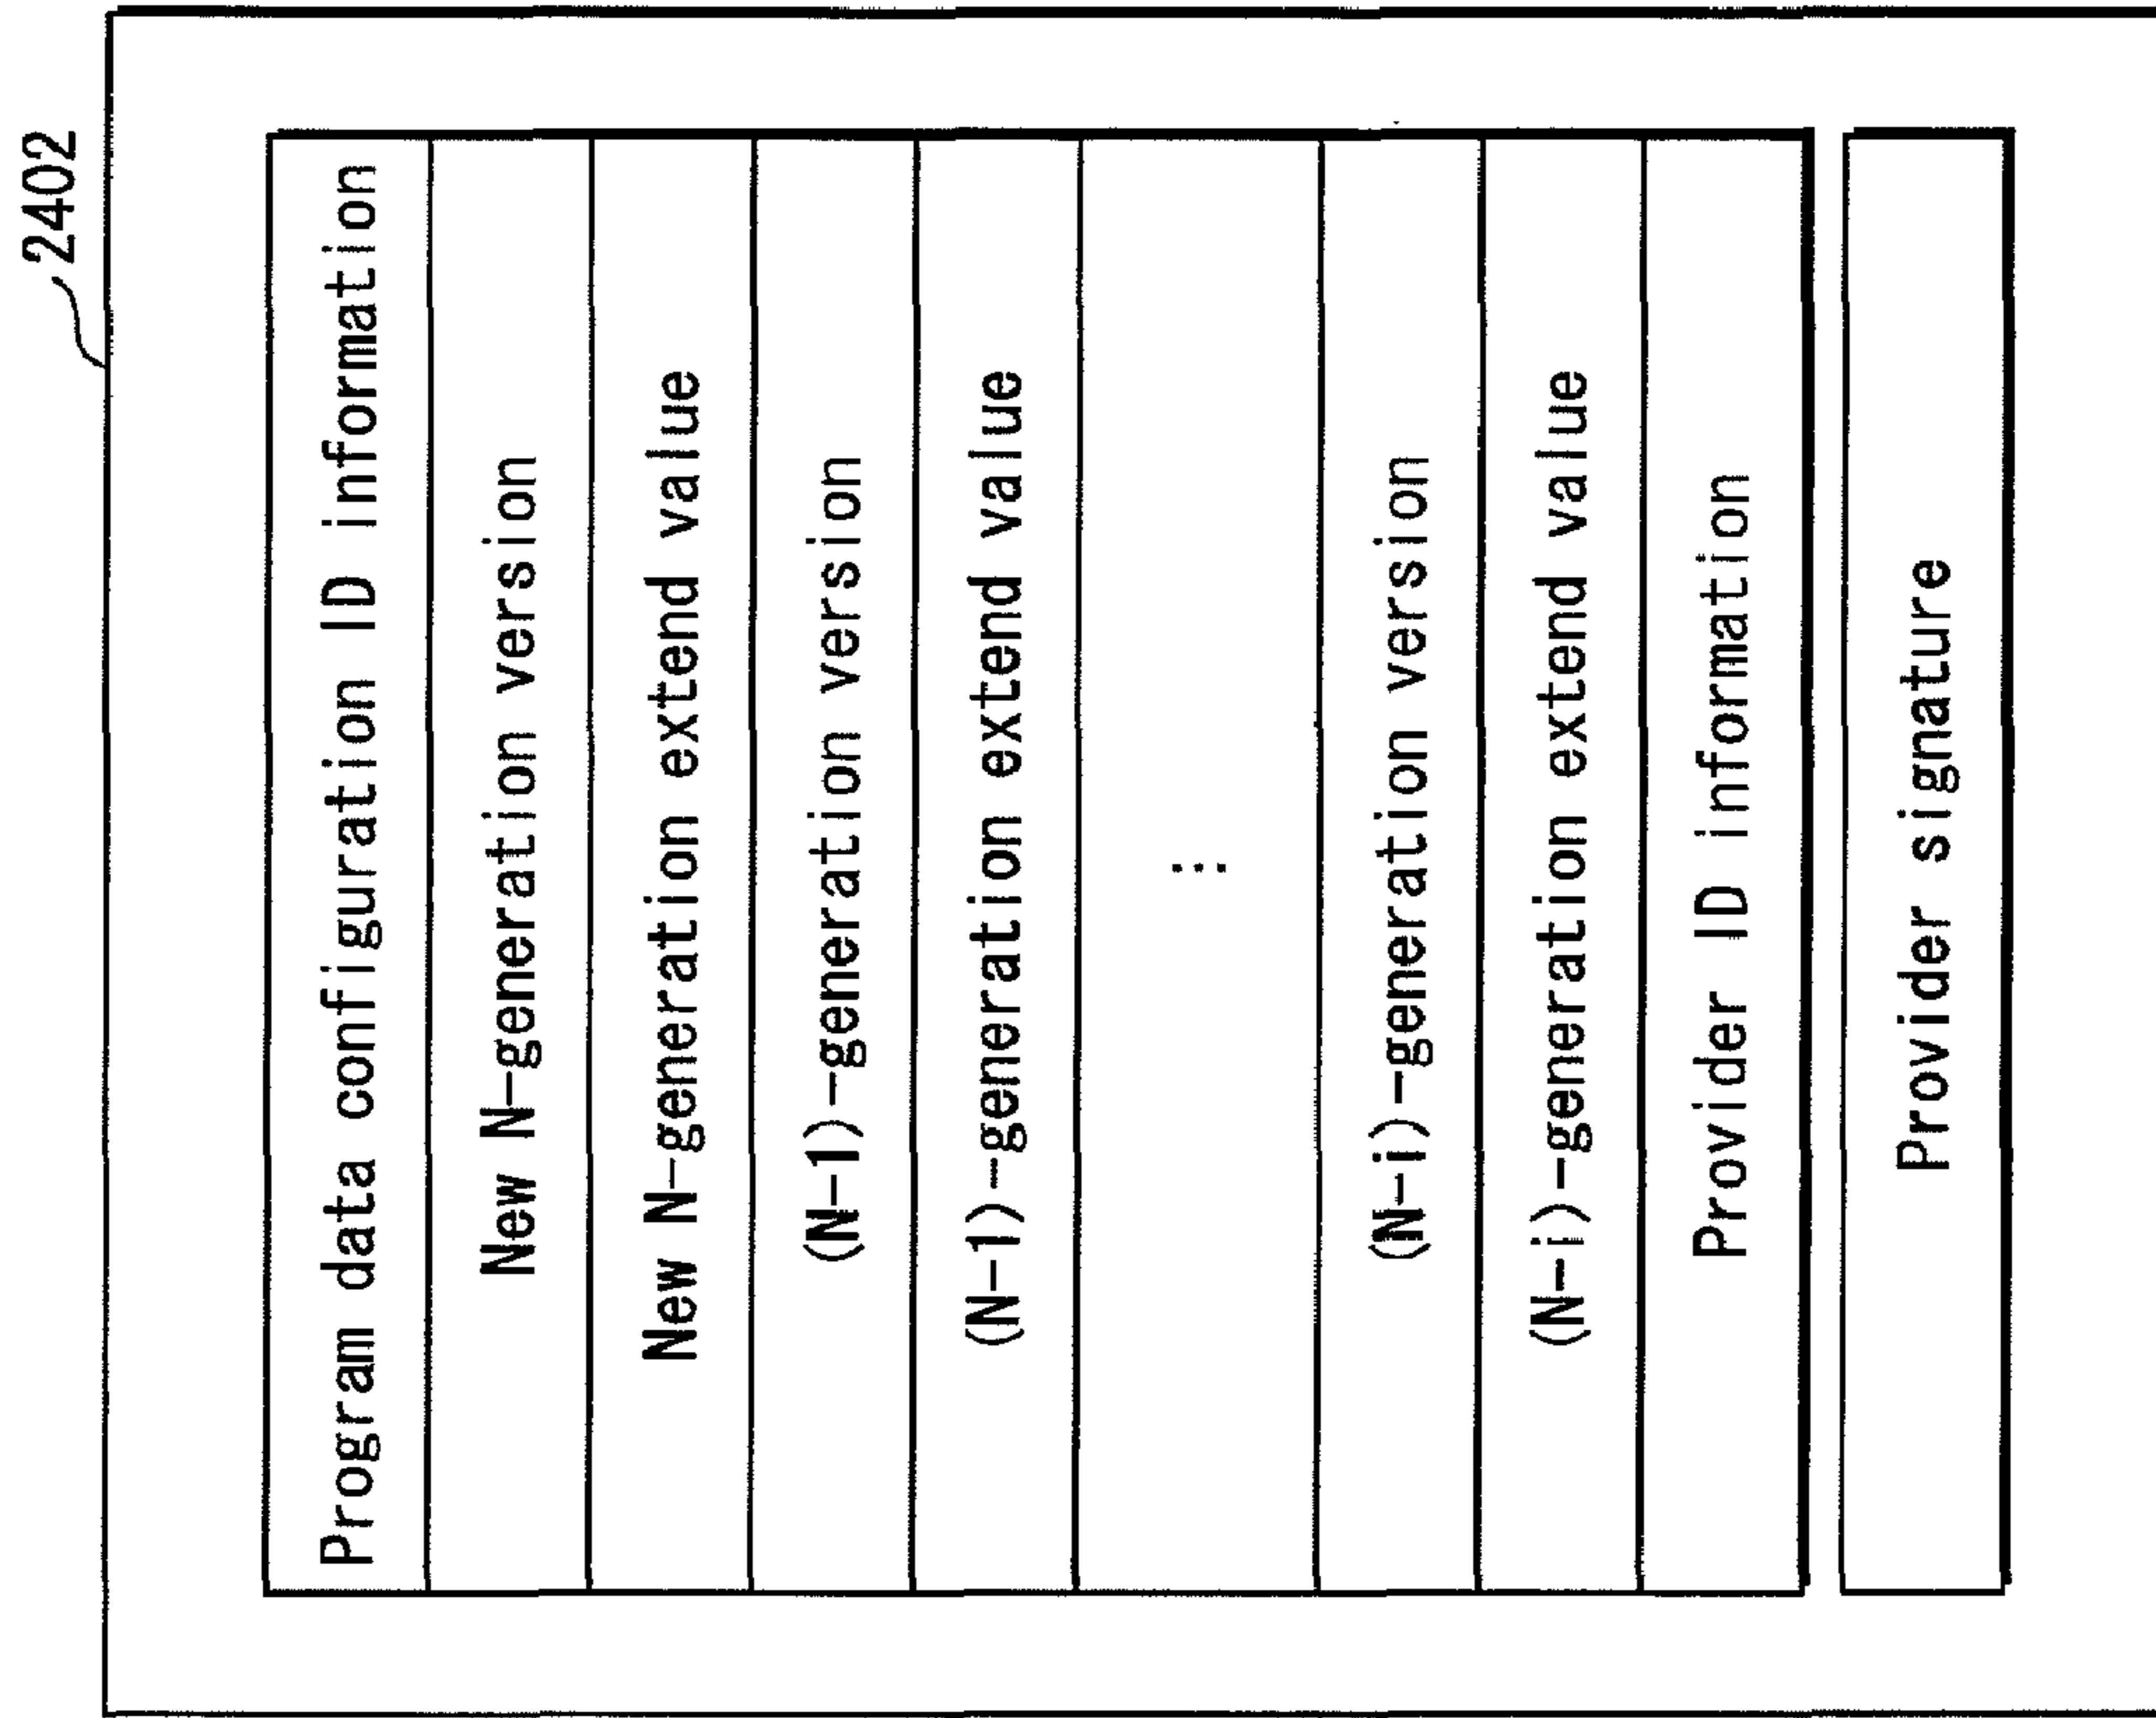 2402
Program data configuration ID information
New N-generation version
New N-generation extend value
(N-1)-generation version
(N-1)-generation extend value
⋮
(N-i)-generation version
(N-i)-generation extend value
Provider ID information
Provider signature